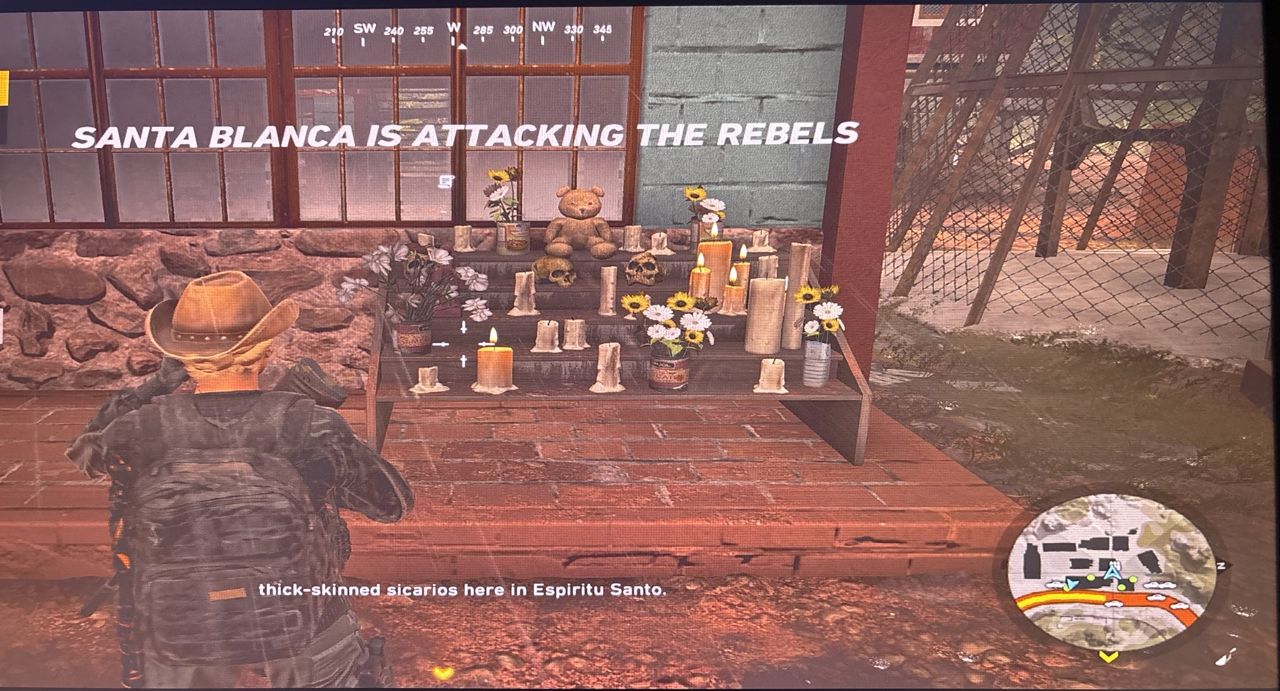 210 SW 240 255 W 285 300 NW 330 345
SANTA BLANCA IS ATTACKING THE REBELS
thick-skinned sicarios here in Espiritu Santo.
N